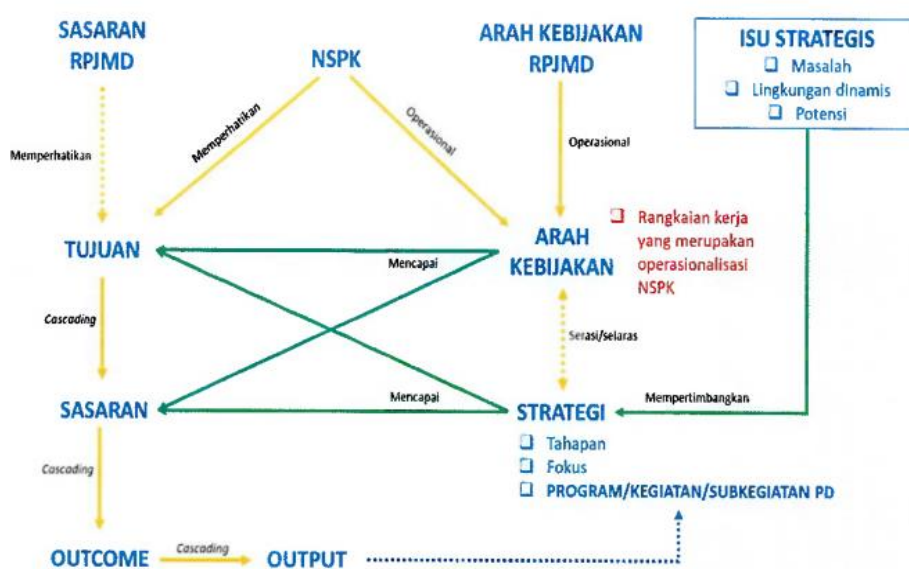 SASARAN
RPJMD
NSPK
ARAH KEBIJAKAN
RPJMD
ISU STRATEGIS
Masalah
Lingkungan dinamis
Potensi
Memperhatikan
Memperhatikan
Operasional
Operasional
TUJUAN
Mencapai
ARAH
KEBIJAKAN
Rangkaian kerja
yang merupakan
operasionalisasi
NSPK
Cascading
Serasi/selaras
SASARAN
Mencapai
STRATEGI
Mempertimbangkan
Tahapan
Fokus
PROGRAM/KEGIATAN/SUBKEGIATAN PD
Cascading
OUTCOME
Cascading
OUTPUT